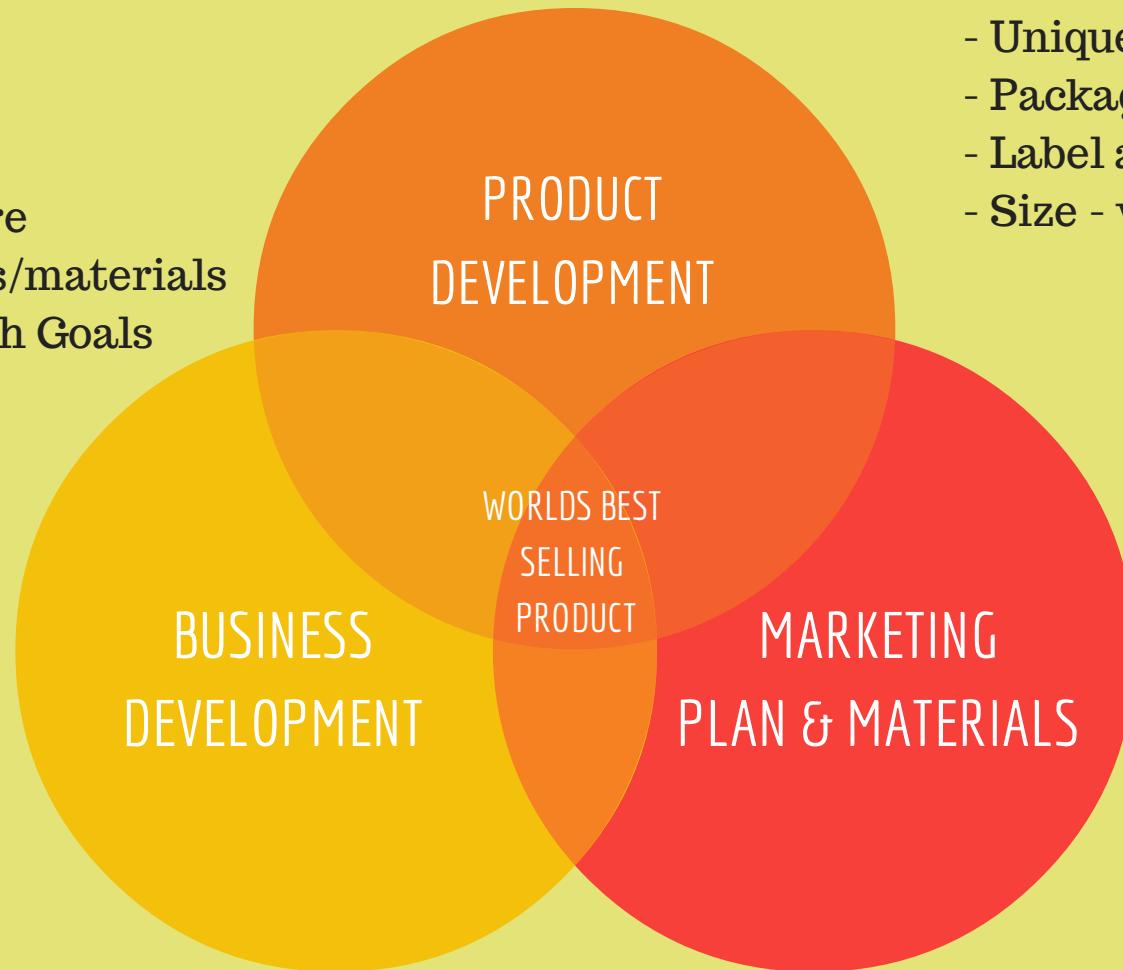 - Unique
- Packag
- Label a
- Size -
re
s/materials
h Goals
PRODUCT
DEVELOPMENT
WORLDS BEST
SELLING
PRODUCT
BUSINESS
DEVELOPMENT
MARKETING
PLAN & MATERIALS